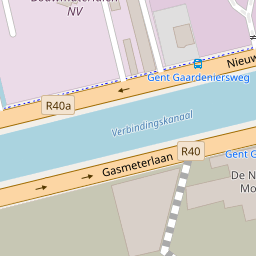 NV
Nieuw
Gent Gaardeniersweg
R40a
Verbindingskanaal
R40
Gent G
Gasmeterlaan
De N
Mo